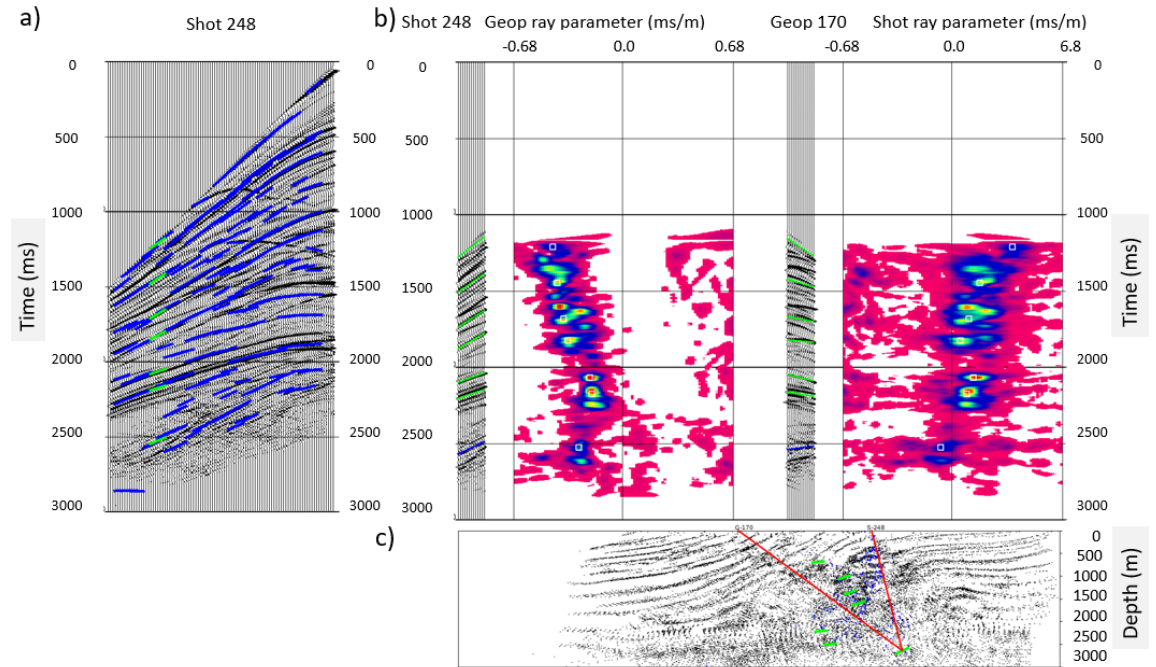 a)
Shot 248
b)
Shot 248 Geop ray parameter (ms/m) Geop 170 Shot ray parameter (ms/m)
-0.68 0.0 0.68 -0.68 0.0 6.8
0 0 0 0
500 500 500 500
1000 1000 1000 1000
1500 1500 1500 1500
2000 2000 2000 2000
2500 2500 2500 2500
3000 3000 3000 3000
Time (ms)
Time (ms)
c)
G-170 S-248
0
500
1000
1500
2000
2500
3000
Depth (m)